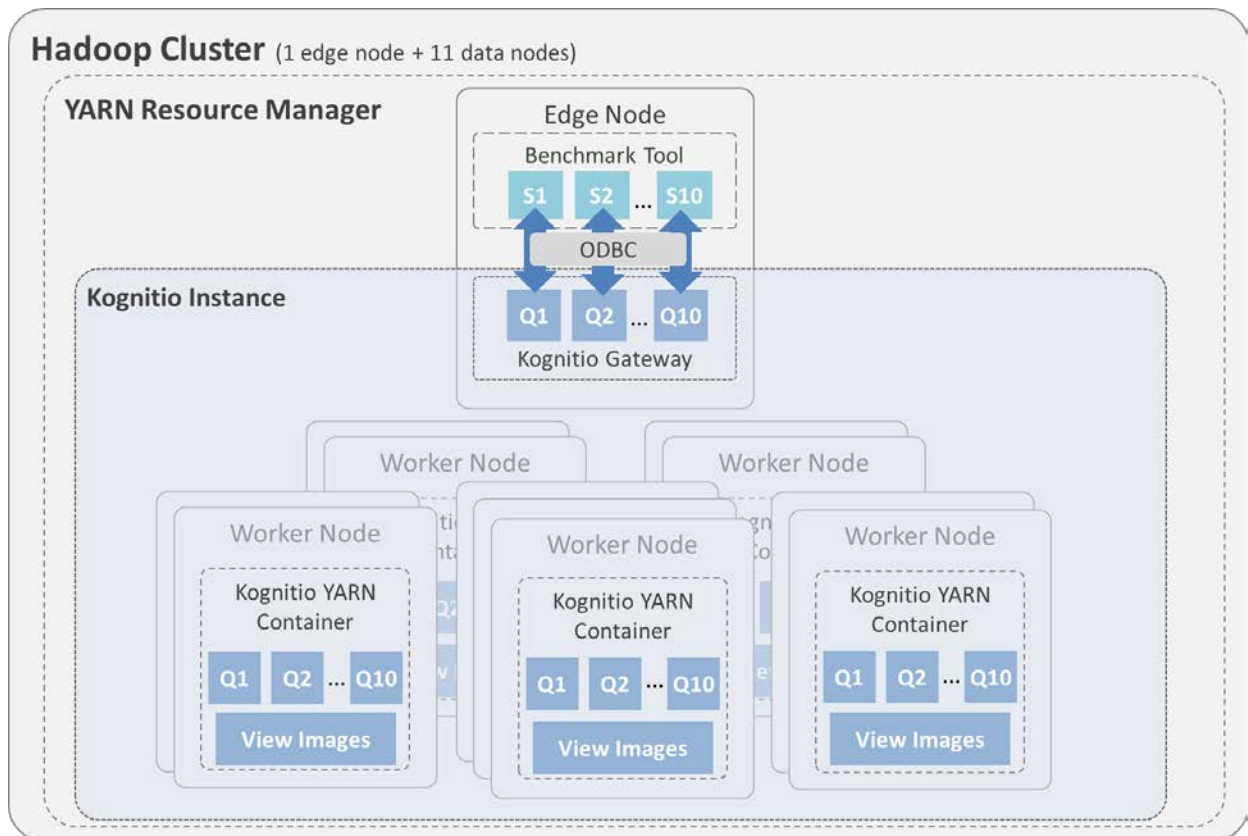 Hadoop Cluster (1 edge node + 11 data nodes)
YARN Resource Manager
Edge Node
Benchmark Tool
S1 S2 ... S10
ODBC
Kognitio Instance
Q1 Q2 ... Q10
Kognitio Gateway
Worker Node
Worker Node
Worker Node
Kognitio YARN
Container
Q1 Q2 ... Q10
View Images
Worker Node
Kognitio YARN
Container
Q1 Q2 ... Q10
View Images
Worker Node
Kognitio YARN
Container
Q1 Q2 ... Q10
View Images